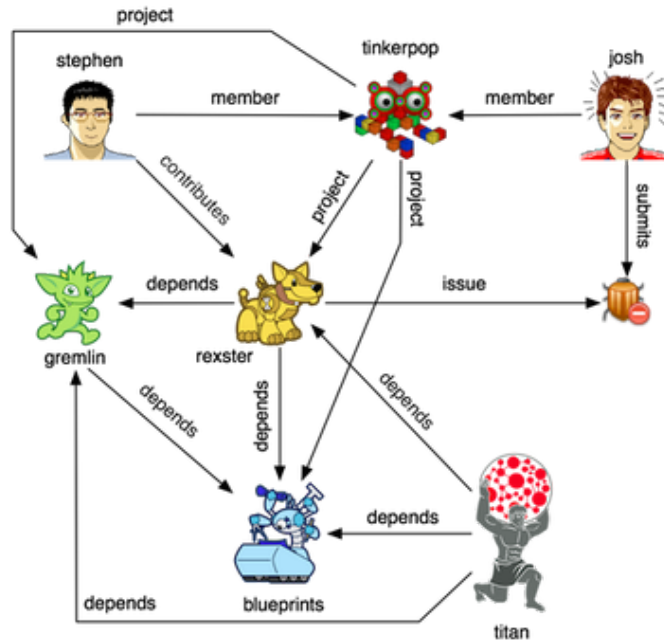 project
tinkerpop
stephen
josh
member
member
contributes
project
project
submits
depends
issue
gremlin
rexster
depends
depends
depends
depends
depends
blueprints
titan